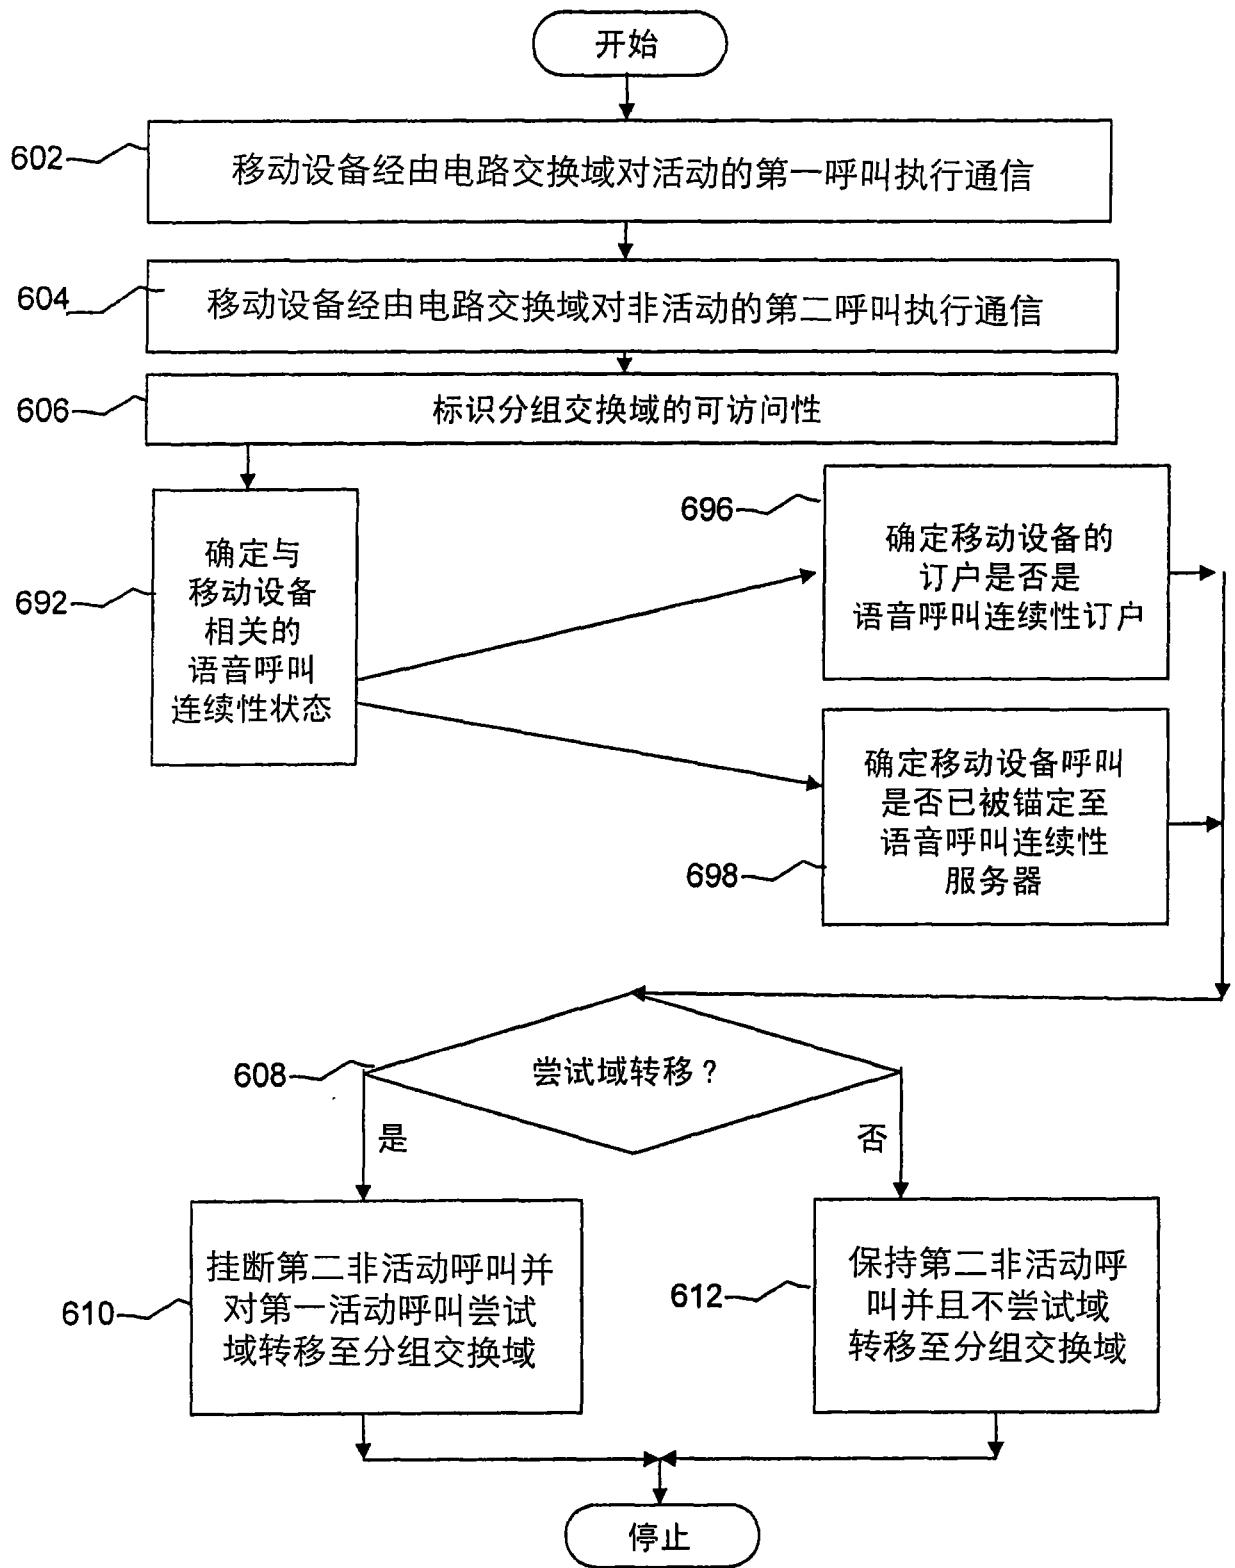 开始
602
移动设备经由电路交换域对活动的第一呼叫执行通信
604
移动设备经由电路交换域对非活动的第二呼叫执行通信
606
标识分组交换域的可访问性
692
确定与
移动设备
相关的
语音呼叫
连续性状态
696
确定移动设备的
订户是否是
语音呼叫连续性订户
确定移动设备呼叫
是否已被锚定至
语音呼叫连续性
服务器
698
608
尝试域转移？
是
否
610
挂断第二非活动呼叫并
对第一活动呼叫尝试
域转移至分组交换域
612
保持第二非活动呼
叫并且不尝试域
转移至分组交换域
停止